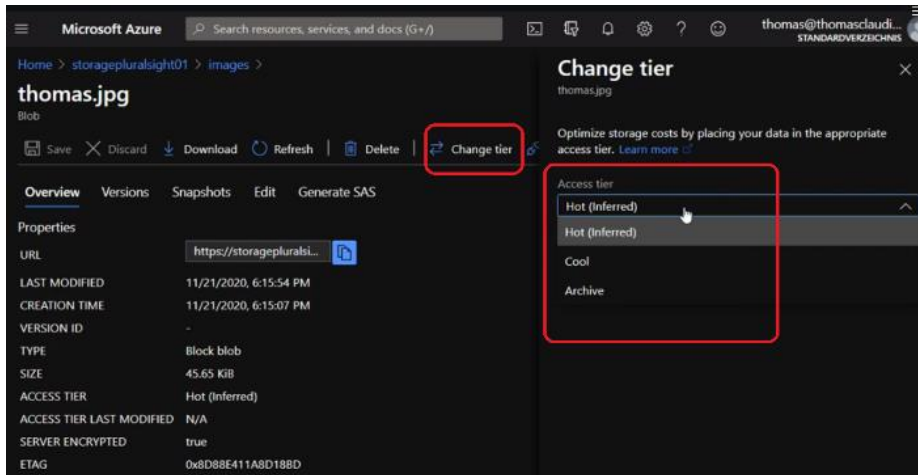 Microsoft Azure
Search resources, services, and docs (G+/)
thomas@thomasclaudi...
STANDARDVERZEICHNIS
Home > storagepluralsight01 > images >
thomas.jpg
Blob
Save Discard Download Refresh Delete Change tier
Overview Versions Snapshots Edit Generate SAS
Properties
URL https://storagepluralsi...
LAST MODIFIED 11/21/2020, 6:15:54 PM
CREATION TIME 11/21/2020, 6:15:07 PM
VERSION ID -
TYPE Block blob
SIZE 45.65 KiB
ACCESS TIER Hot (Inferred)
ACCESS TIER LAST MODIFIED N/A
SERVER ENCRYPTED true
ETAG 0x8D88E411A8D18BD
Change tier
thomas.jpg
Optimize storage costs by placing your data in the appropriate
access tier. Learn more
Access tier
Hot (Inferred)
Hot (Inferred)
Cool
Archive